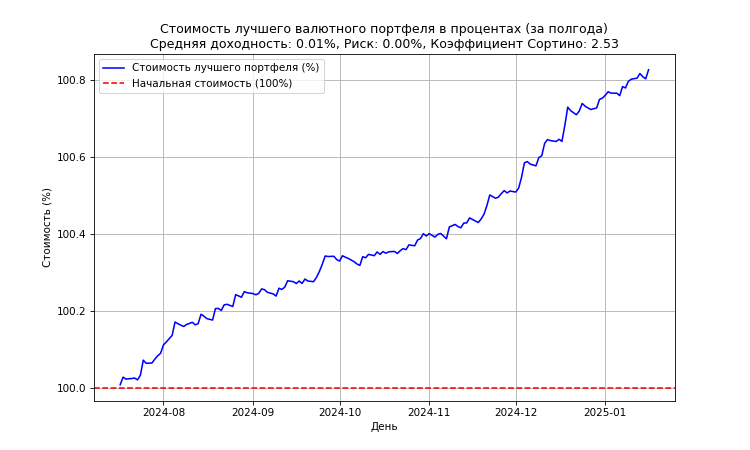 Стоимость лучшего валютного портфеля в процентах (за полгода)
Средняя доходность: 0.01%, Риск: 0.00%, Коэффициент Сортино: 2.53
Стоимость лучшего портфеля (%)
Начальная стоимость (100%)
Стоимость (%)
100.8
100.6
100.4
100.2
100.0
2024-08 2024-09 2024-10 2024-11 2024-12 2025-01
День